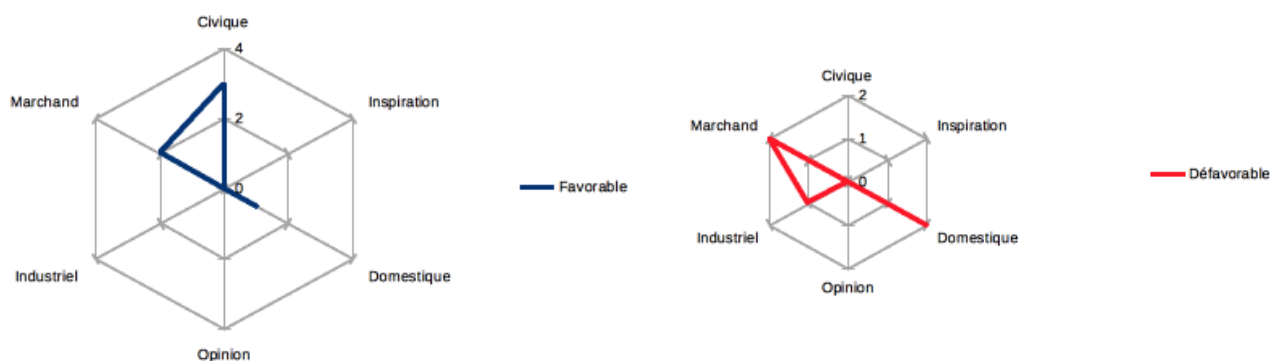 Civique
4
Marchand
Inspiration
2
0
Industriel
Domestique
Opinion
Favorable
Civique
2
Marchand
Inspiration
1
0
Industriel
Domestique
Opinion
Défavorable